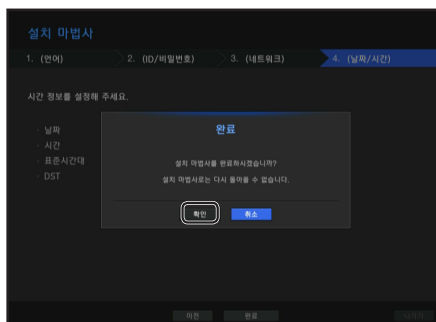 설치 마법사
1. (언어)
2. (ID/비밀번호)
3. (네트워크)
4. (날짜/시간)
시간 정보를 설정해 주세요.
· 날짜
· 시간
· 표준시간대
· DST
완료
설치 마법사를 완료하시겠습니까?
설치 마법사로는 다시 돌아올 수 없습니다.
확인
취소
이전
완료